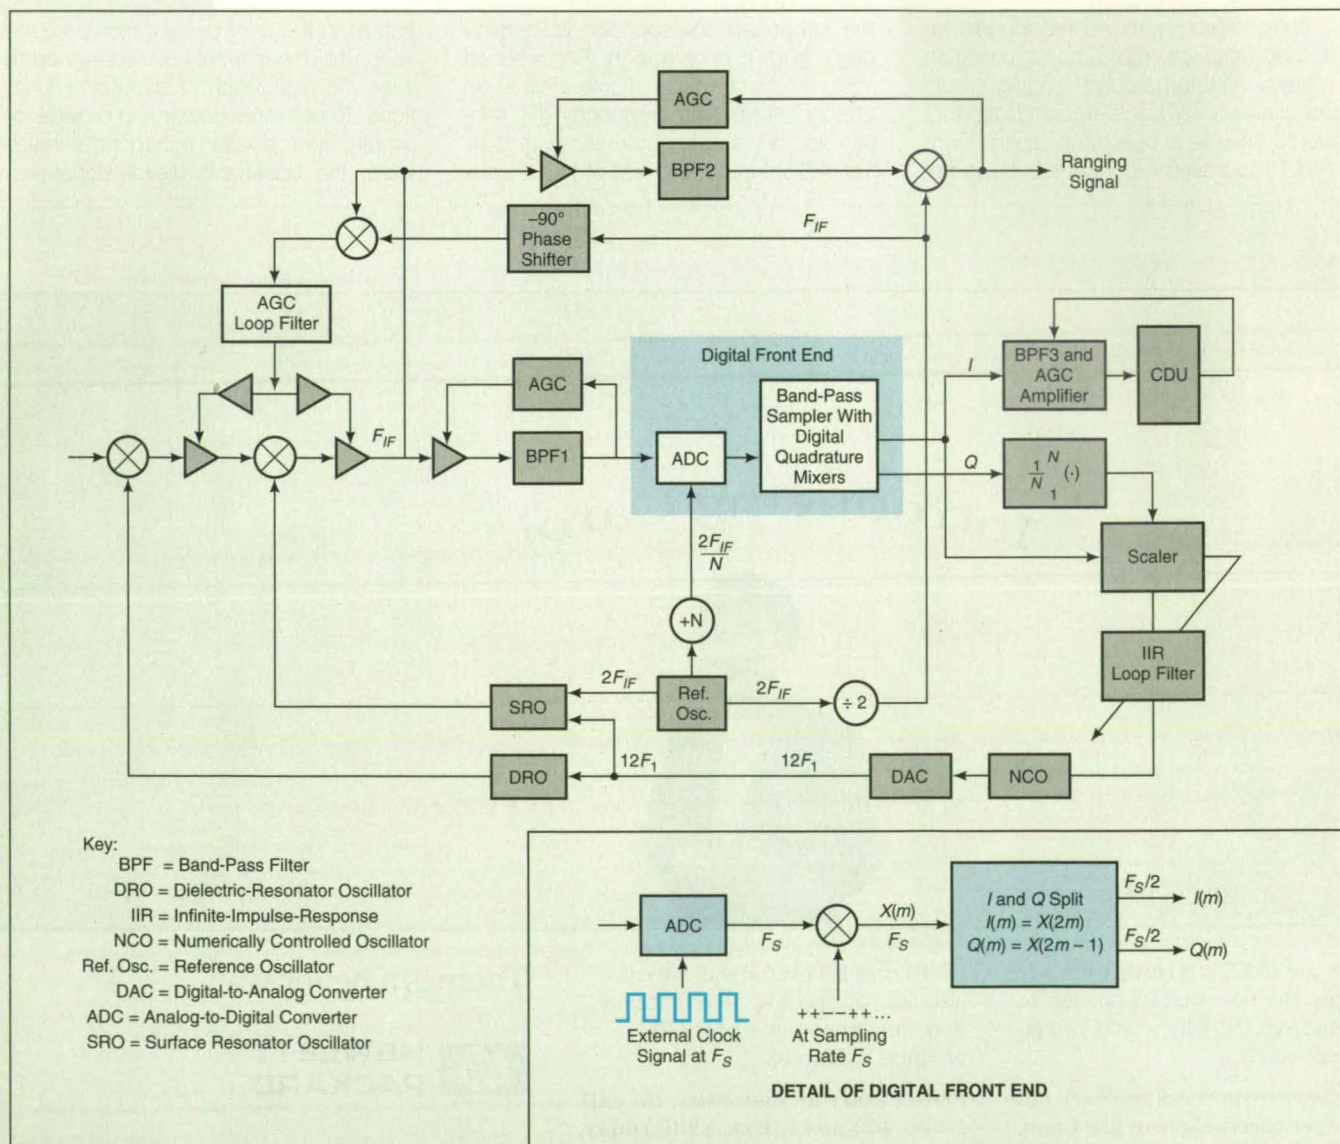 AGC
BPF2
Ranging
Signal
F_IF
–90°
Phase
Shifter
AGC
Loop Filter
F_IF
AGC
BPF1
Digital Front End
ADC
Band-Pass
Sampler With
Digital
Quadrature
Mixers
I
Q
BPF3 and
AGC
Amplifier
CDU
1/N N 1 (·)
Scaler
IIR
Loop Filter
2F_IF/N
+N
2F_IF
Ref.
Osc.
2F_IF
÷ 2
SRO
DRO
12F₁
12F₁
DAC
NCO
Key:
BPF = Band-Pass Filter
DRO = Dielectric-Resonator Oscillator
IIR = Infinite-Impulse-Response
NCO = Numerically Controlled Oscillator
Ref. Osc. = Reference Oscillator
DAC = Digital-to-Analog Converter
ADC = Analog-to-Digital Converter
SRO = Surface Resonator Oscillator
ADC
F_S
X(m)
F_S
I and Q Split
I(m) = X(2m)
Q(m) = X(2m – 1)
F_S/2
I(m)
F_S/2
Q(m)
External Clock
Signal at F_S
+ + – – + + ...
At Sampling
Rate F_S
DETAIL OF DIGITAL FRONT END